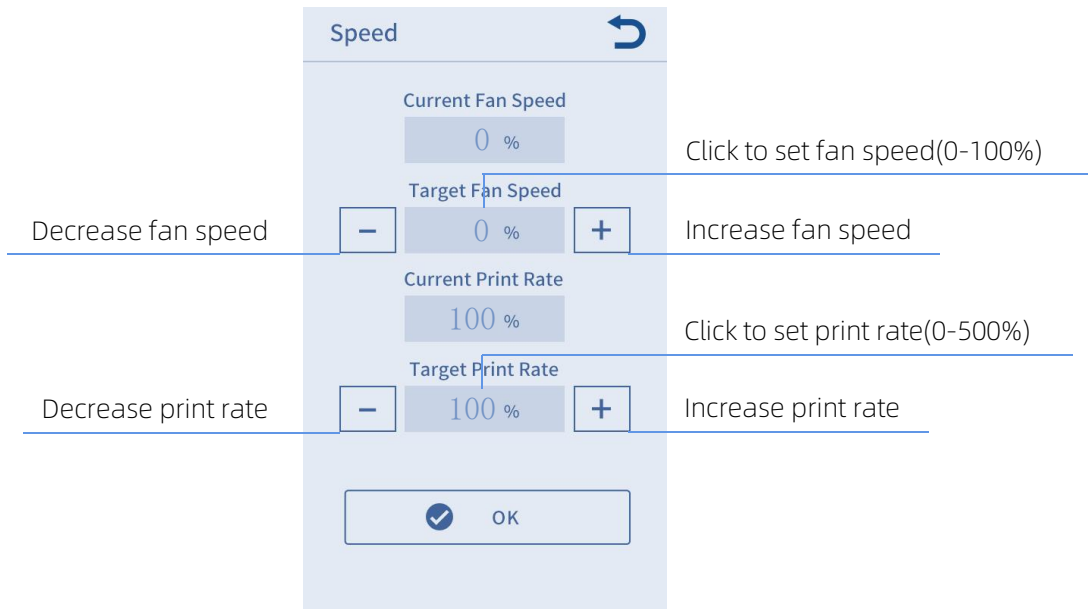 Speed
Current Fan Speed
0 %
Click to set fan speed(0-100%)
Target Fan Speed
Decrease fan speed
− 0 % +
Increase fan speed
Current Print Rate
100 %
Click to set print rate(0-500%)
Target Print Rate
Decrease print rate
− 100 % +
Increase print rate
OK